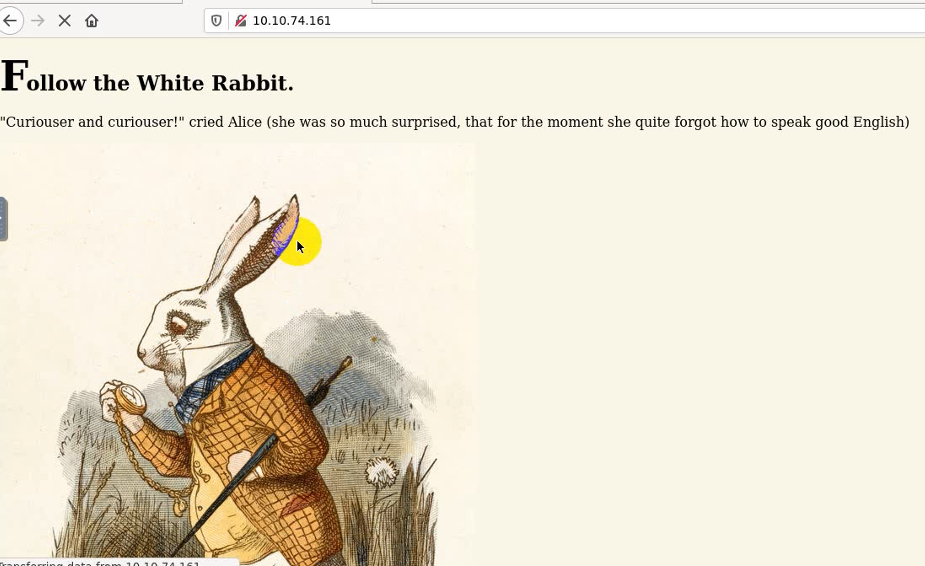 10.10.74.161
Follow the White Rabbit.
"Curiouser and curiouser!" cried Alice (she was so much surprised, that for the moment she quite forgot how to speak good English)
Transferring data from 10.10.74.161